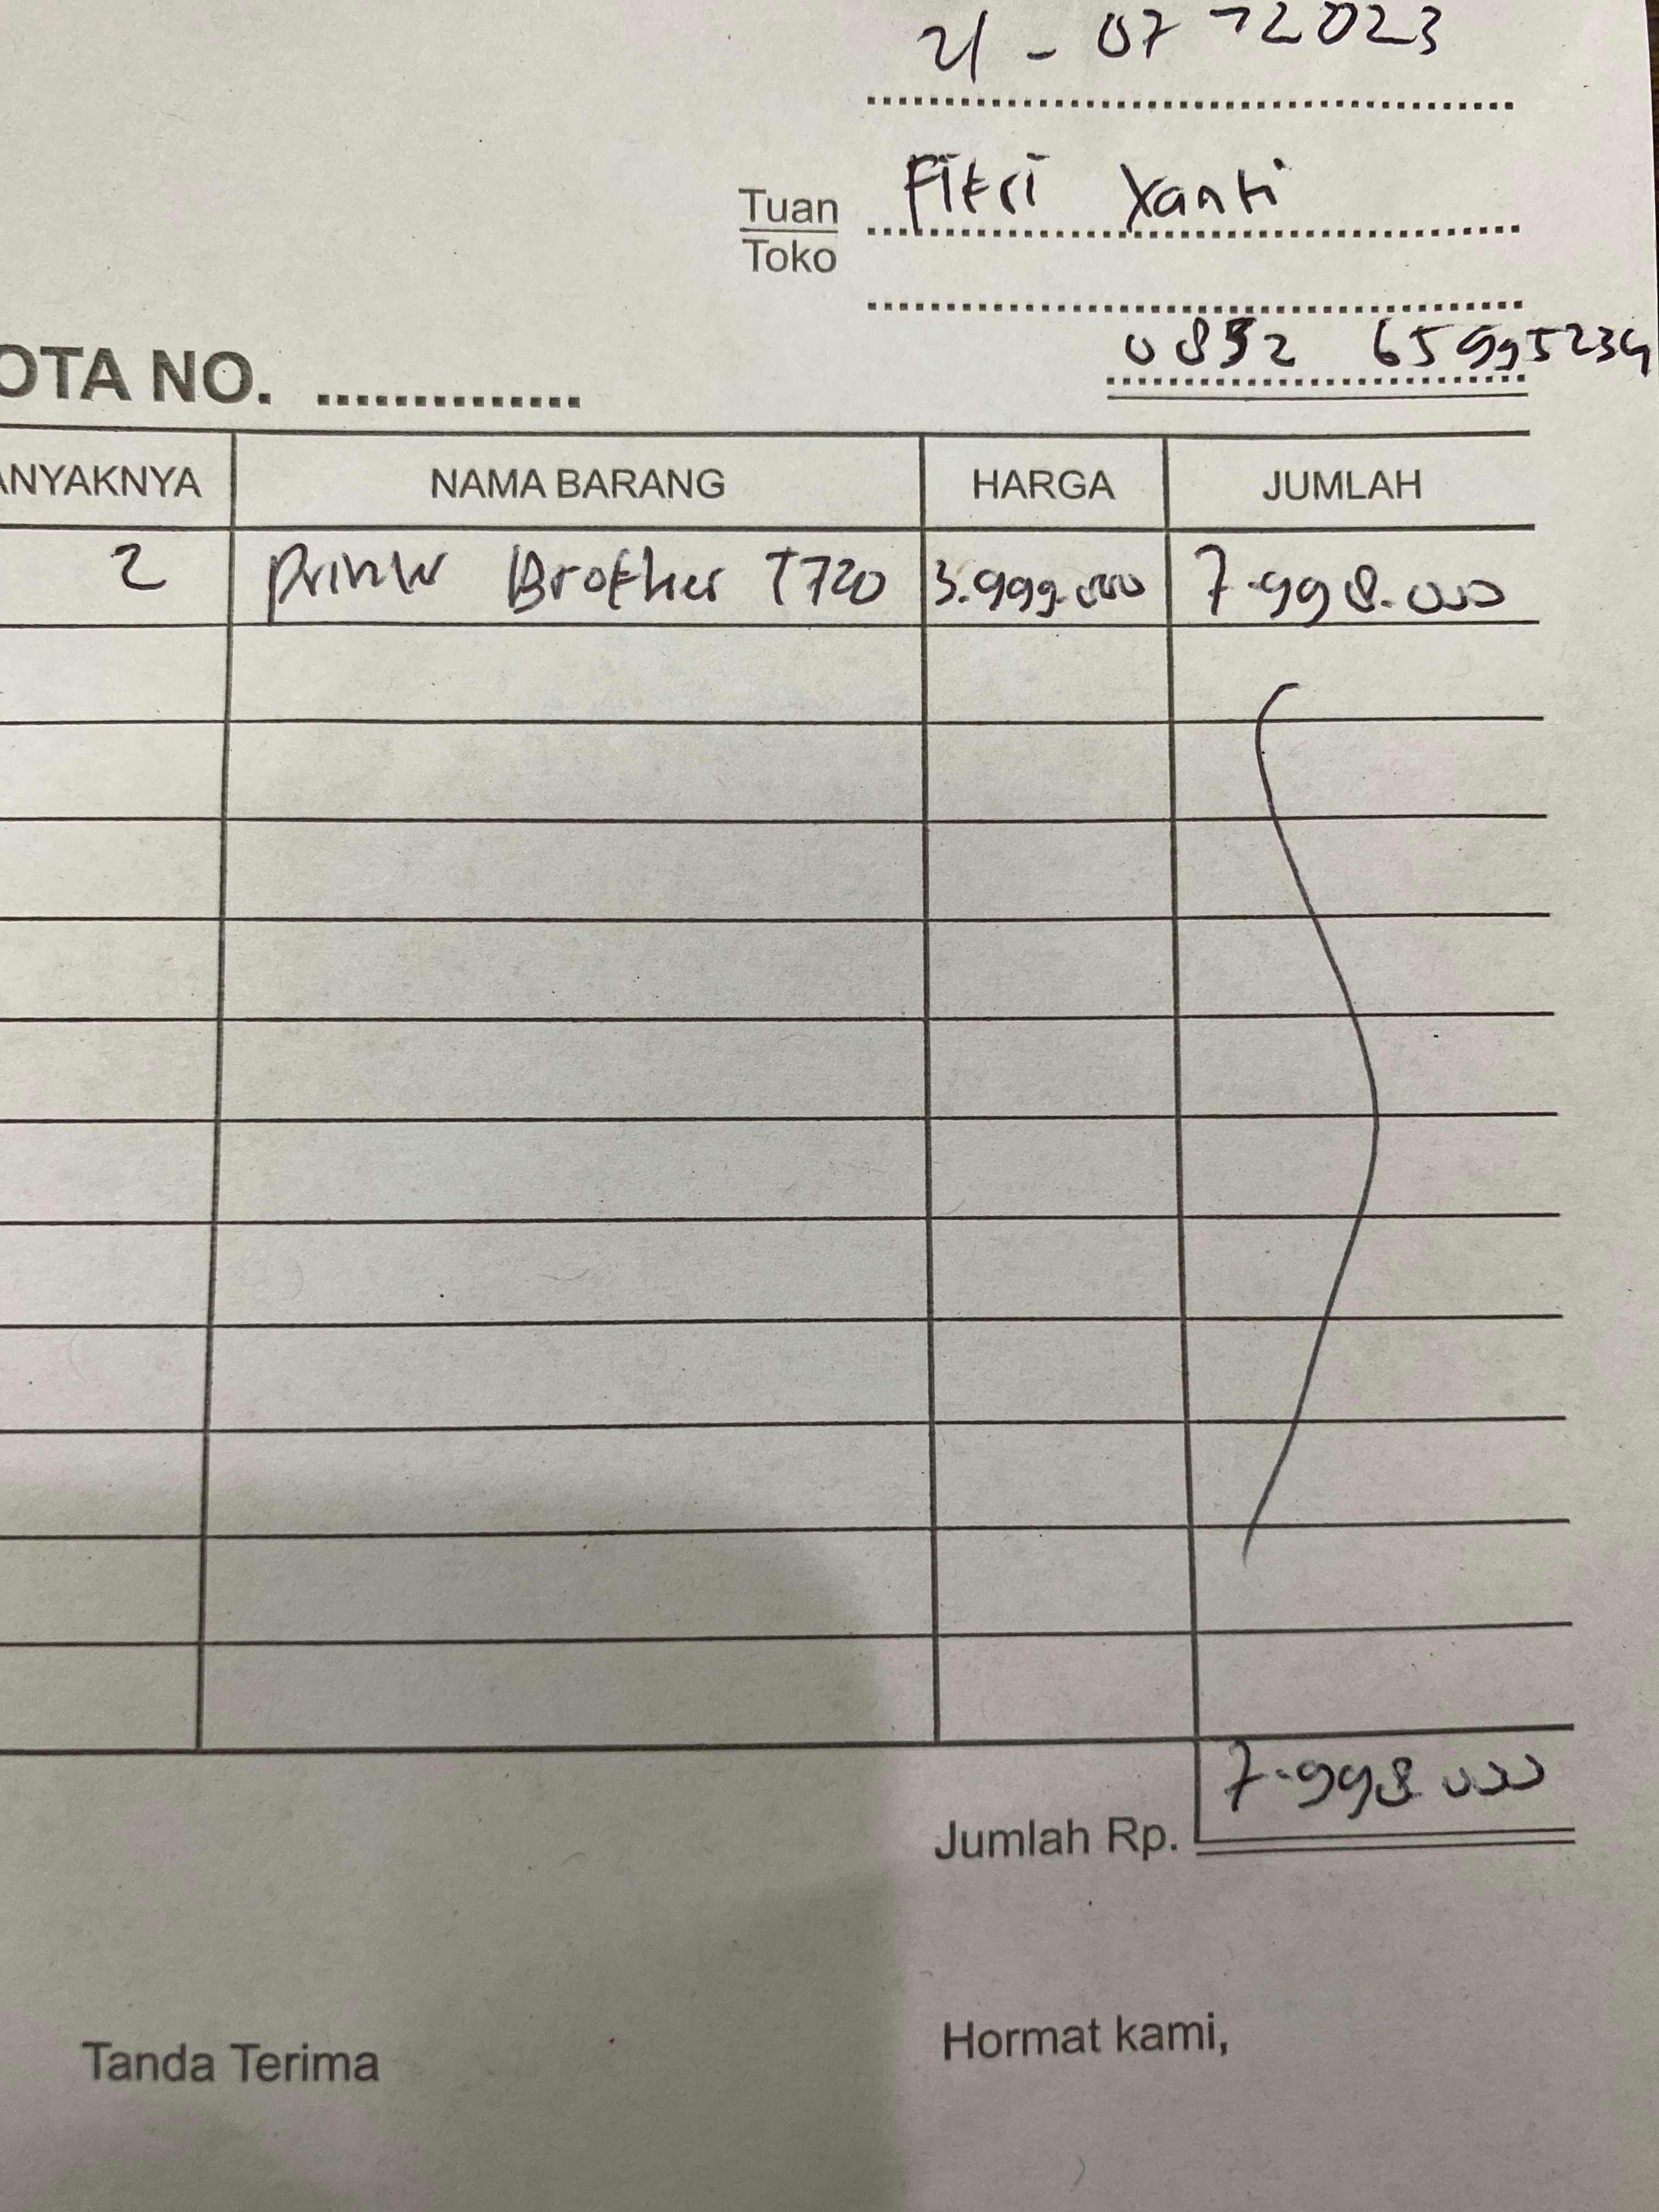 21 - 07 - 2023
Tuan Fitri Yanti
Toko
OTA NO. ..............
0852 65995234
ANYAKNYA NAMA BARANG HARGA JUMLAH
2 Printer Brother T720 3.999.000 7.998.000
Jumlah Rp. 7.998.000
Tanda Terima Hormat kami,